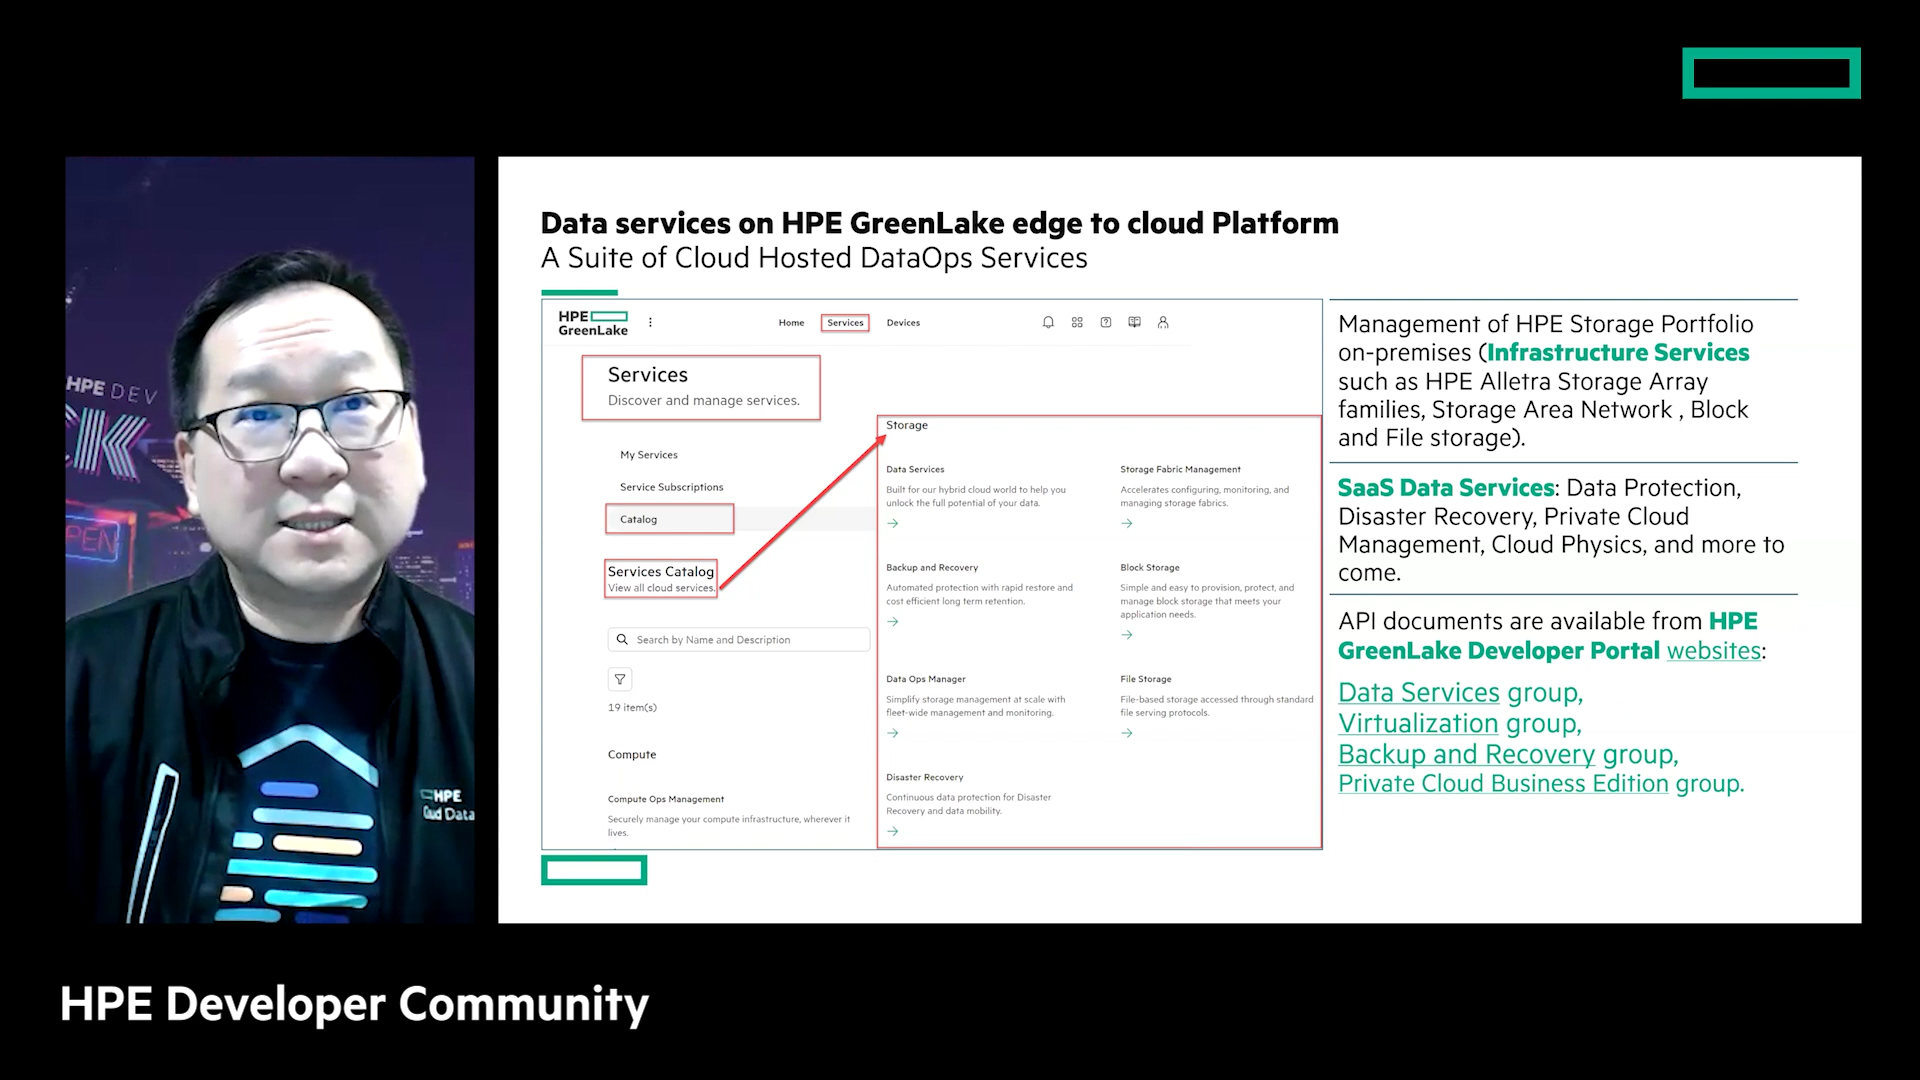 HPE DEV
CK
OPEN
HPE
Data
Data services on HPE GreenLake edge to cloud Platform
A Suite of Cloud Hosted DataOps Services
HPE
GreenLake
Home
Services
Devices
Services
Discover and manage services.
My Services
Service Subscriptions
Catalog
Services Catalog
View all cloud services.
Search by Name and Description
19 item(s)
Compute
Compute Ops Management
Securely manage your compute infrastructure, wherever it
lives.
Storage
Data Services
Built for our hybrid cloud world to help you
unlock the full potential of your data.
Storage Fabric Management
Accelerates configuring, monitoring, and
managing storage fabrics.
Backup and Recovery
Automated protection with rapid restore and
cost efficient long term retention.
Block Storage
Simple and easy to provision, protect, and
manage block storage that meets your
application needs.
Data Ops Manager
Simplify storage management at scale with
fleet-wide management and monitoring.
File Storage
File-based storage accessed through standard
file serving protocols.
Disaster Recovery
Continuous data protection for Disaster
Recovery and data mobility.
Management of HPE Storage Portfolio
on-premises (Infrastructure Services
such as HPE Alletra Storage Array
families, Storage Area Network , Block
and File storage).
SaaS Data Services: Data Protection,
Disaster Recovery, Private Cloud
Management, Cloud Physics, and more to
come.
API documents are available from HPE
GreenLake Developer Portal websites:
Data Services group,
Virtualization group,
Backup and Recovery group,
Private Cloud Business Edition group.
HPE Developer Community